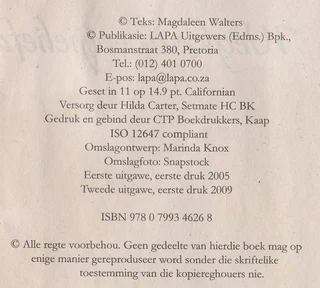 © Teks: Magdaleen Walters
© Publikasie: LAPA Uitgewers (Edms.) Bpk.,
Bosmanstraat 380, Pretoria
Tel.: (012) 401 0700
E-pos: lapa@lapa.co.za
Geset in 11 op 14.9 pt. Californian
Versorg deur Hilda Carter, Setmate HC BK
Gedruk en gebind deur CTP Boekdrukkers, Kaap
ISO 12647 compliant
Omslagontwerp: Marinda Knox
Omslagfoto: Snapstock
Eerste uitgawe, eerste druk 2005
Tweede uitgawe, eerste druk 2009
ISBN 978 0 7993 4626 8
© Alle regte voorbehou. Geen gedeelte van hierdie boek mag op
enige manier gereproduseer word sonder die skriftelike
toestemming van die kopiereghouers nie.